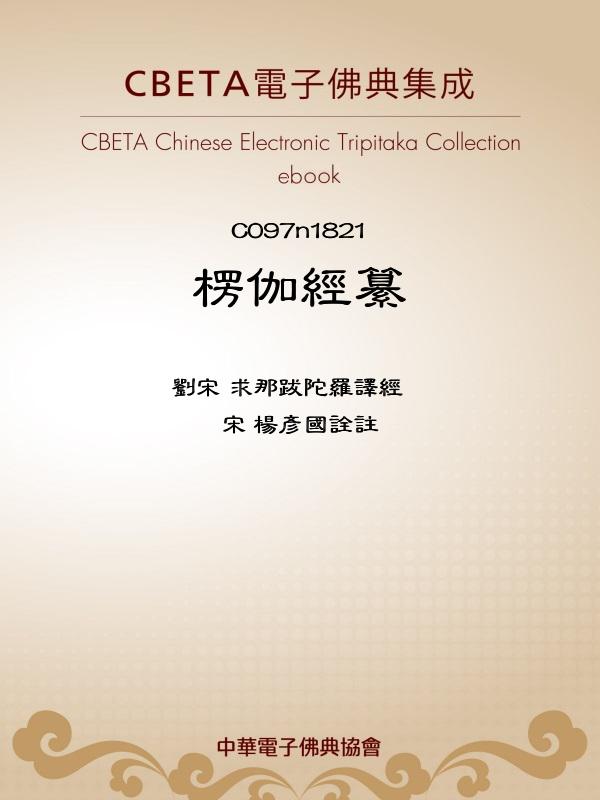 CBETA電子佛典集成
CBETA Chinese Electronic Tripitaka Collection
ebook
C097n1821
楞伽經纂
劉宋 求那跋陀羅譯經
宋 楊彥國詮註
中華電子佛典協會